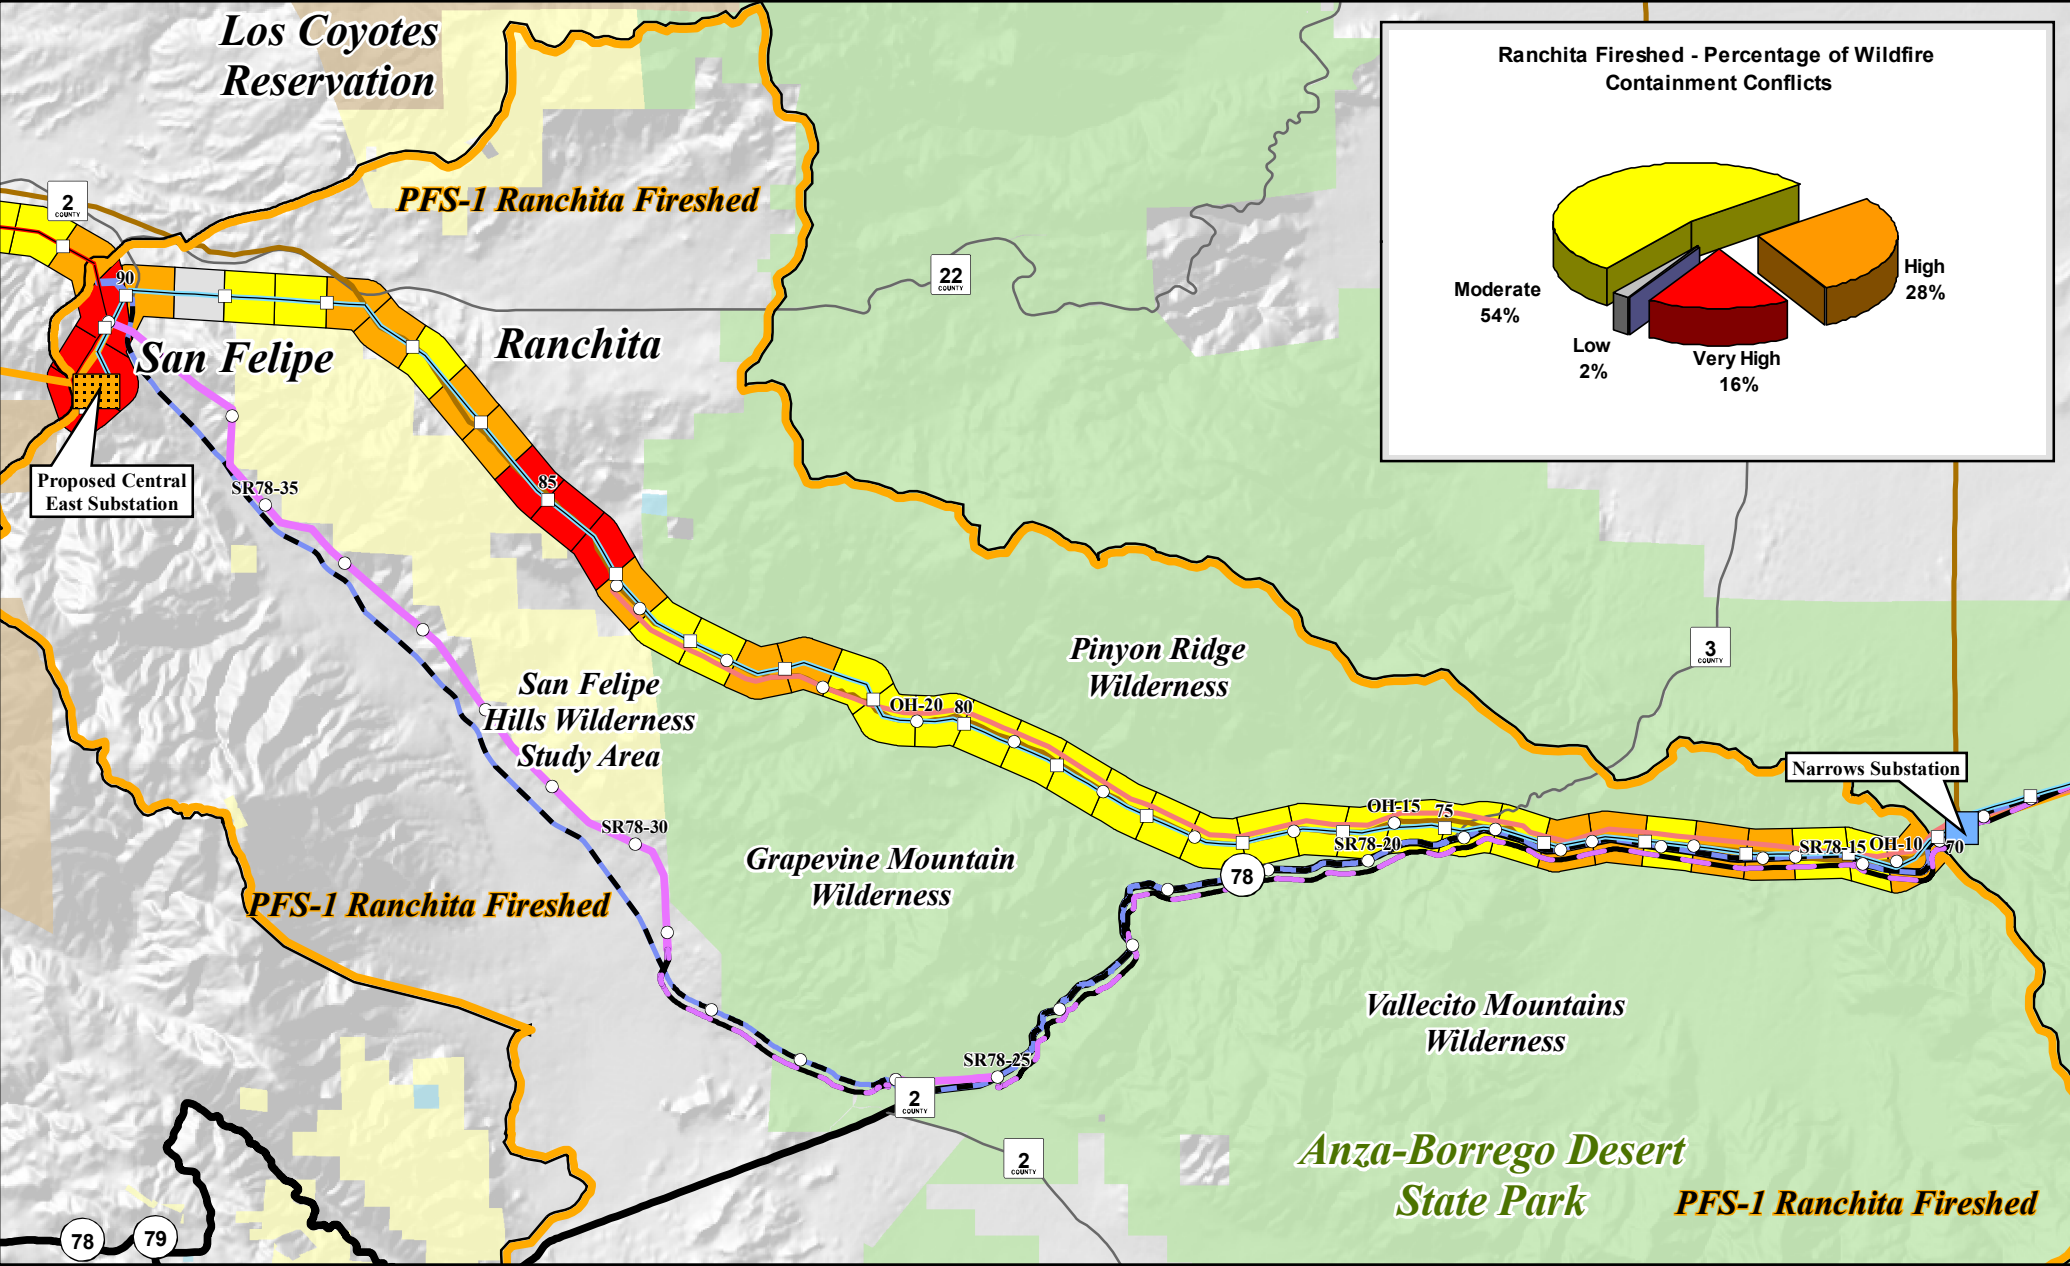 Los Coyotes
Reservation
Ranchita Fireshed - Percentage of Wildfire
Containment Conflicts
Moderate
54%
High
28%
Low
2%
Very High
16%
PFS-1 Ranchita Fireshed
2
COUNTY
22
COUNTY
90
San Felipe
Ranchita
Proposed Central
East Substation
SR78-35
85
3
COUNTY
Pinyon Ridge
Wilderness
San Felipe
Hills Wilderness
Study Area
OH-20
80
Narrows Substation
SR78-30
OH-15
75
SR78-20
SR78-15
OH-10
70
Grapevine Mountain
Wilderness
78
PFS-1 Ranchita Fireshed
Vallecito Mountains
Wilderness
SR78-25
2
COUNTY
2
COUNTY
Anza-Borrego Desert
State Park
PFS-1 Ranchita Fireshed
78
79